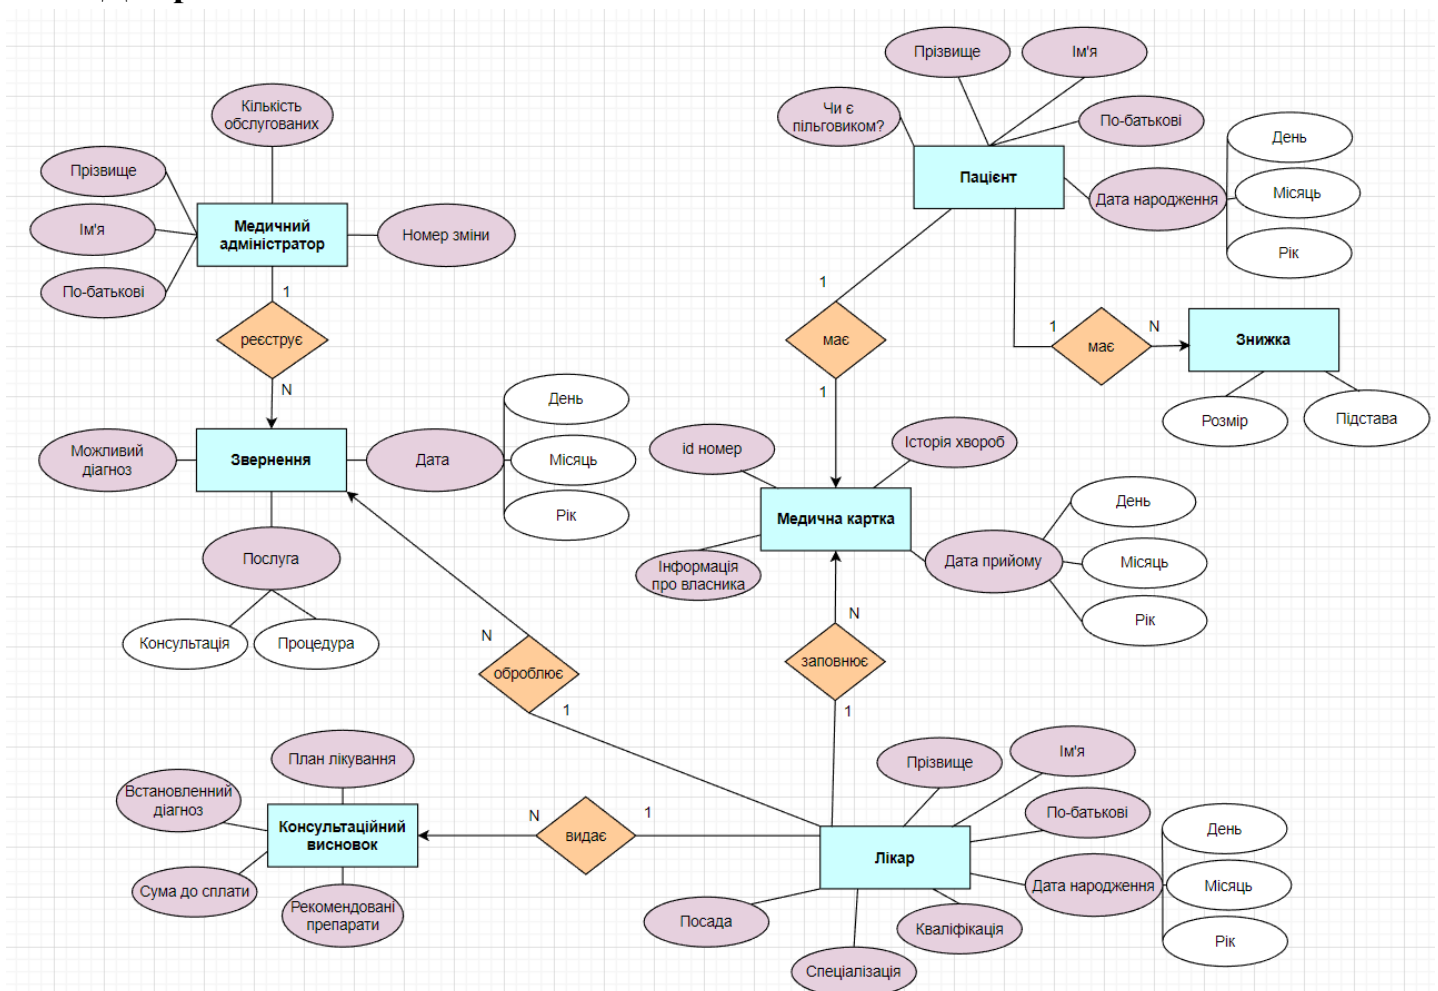 Прізвище
Ім'я
Чи є
пільговиком?
По-батькові
Пацієнт
Дата народження
День
Місяць
Рік
Кількість
обслугованих
Прізвище
Ім'я
По-батькові
Медичний
адміністратор
Номер зміни
1
реєструє
N
1
має
1
1
має
N
Знижка
Розмір
Підстава
Можливий
діагноз
Звернення
Дата
День
Місяць
Рік
Послуга
Консультація
Процедура
id номер
Історія хвороб
Медична картка
Інформація
про власника
Дата прийому
День
Місяць
Рік
N
оброблює
1
N
заповнює
1
План лікування
Встановленний
діагноз
Консультаційний
висновок
Сума до сплати
Рекомендовані
препарати
N
видає
1
Прізвище
Ім'я
По-батькові
Лікар
Дата народження
День
Місяць
Рік
Посада
Кваліфікація
Спеціалізація